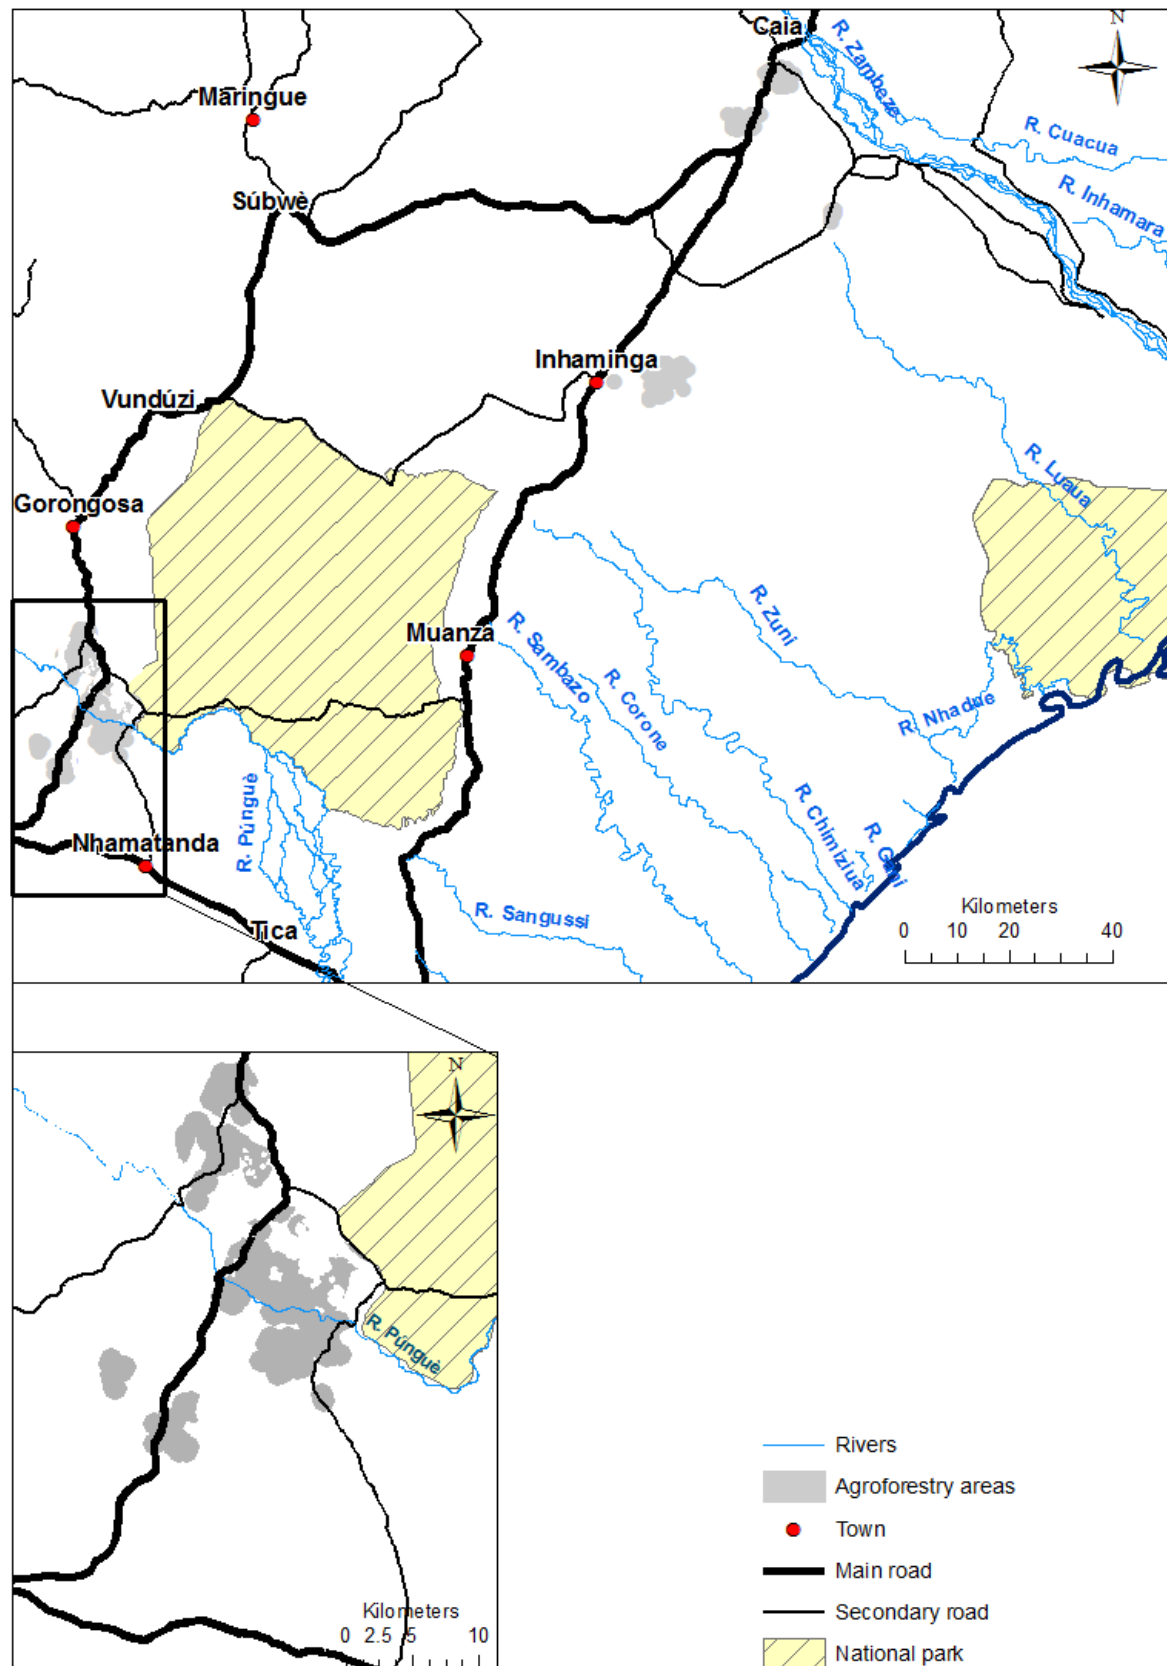 Caia
N
R. Zambeze
Maringue
R. Cuacua
R. Inhamara
Súbwè
Inhaminga
Vundúzi
R. Luaua
Gorongosa
R. Zuni
Muanza
R. Sambazo
R. Corone
R. Nhadue
R. Púnguè
R. Chimiziua
Nhamatanda
R. Sangussi
Tica
Kilometers
0 10 20 40
N
R. Púnguè
Kilometers
0 2.5 5 10
Rivers
Agroforestry areas
Town
Main road
Secondary road
National park